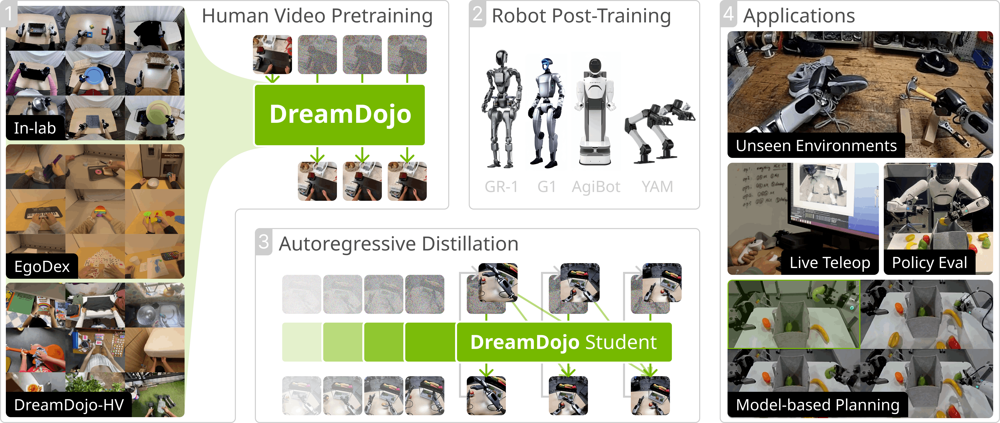 1
Human Video Pretraining
In-lab
EgoDex
DreamDojo-HV
DreamDojo
2
Robot Post-Training
AGIBOT
GR-1
G1
AgiBot
YAM
3
Autoregressive Distillation
DreamDojo Student
4
Applications
Unseen Environments
Live Teleop
Policy Eval
Model-based Planning